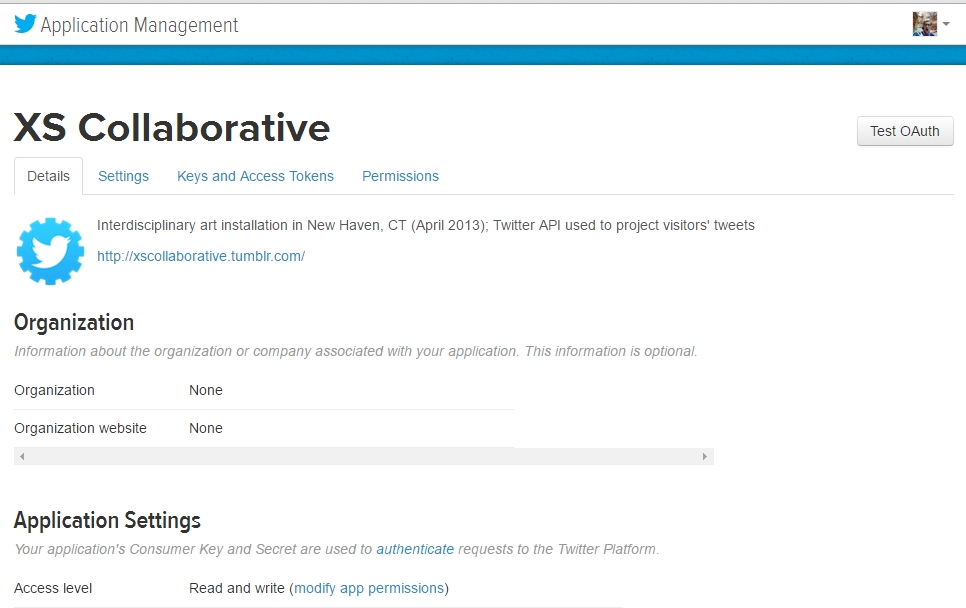 Application Management
XS Collaborative
Test OAuth
Details Settings Keys and Access Tokens Permissions
Interdisciplinary art installation in New Haven, CT (April 2013); Twitter API used to project visitors' tweets
http://xscollaborative.tumblr.com/
Organization
Information about the organization or company associated with your application. This information is optional.
Organization None
Organization website None
Application Settings
Your application's Consumer Key and Secret are used to authenticate requests to the Twitter Platform.
Access level Read and write (modify app permissions)